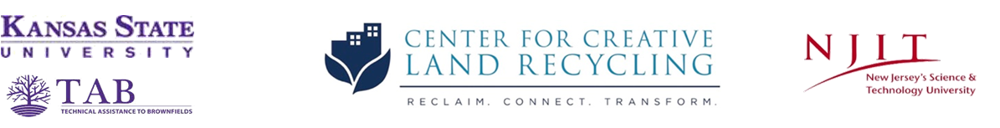 KANSAS STATE
UNIVERSITY
TAB
TECHNICAL ASSISTANCE TO BROWNFIELDS
CENTER FOR CREATIVE
LAND RECYCLING
RECLAIM. CONNECT. TRANSFORM.
NJIT
New Jersey's Science &
Technology University